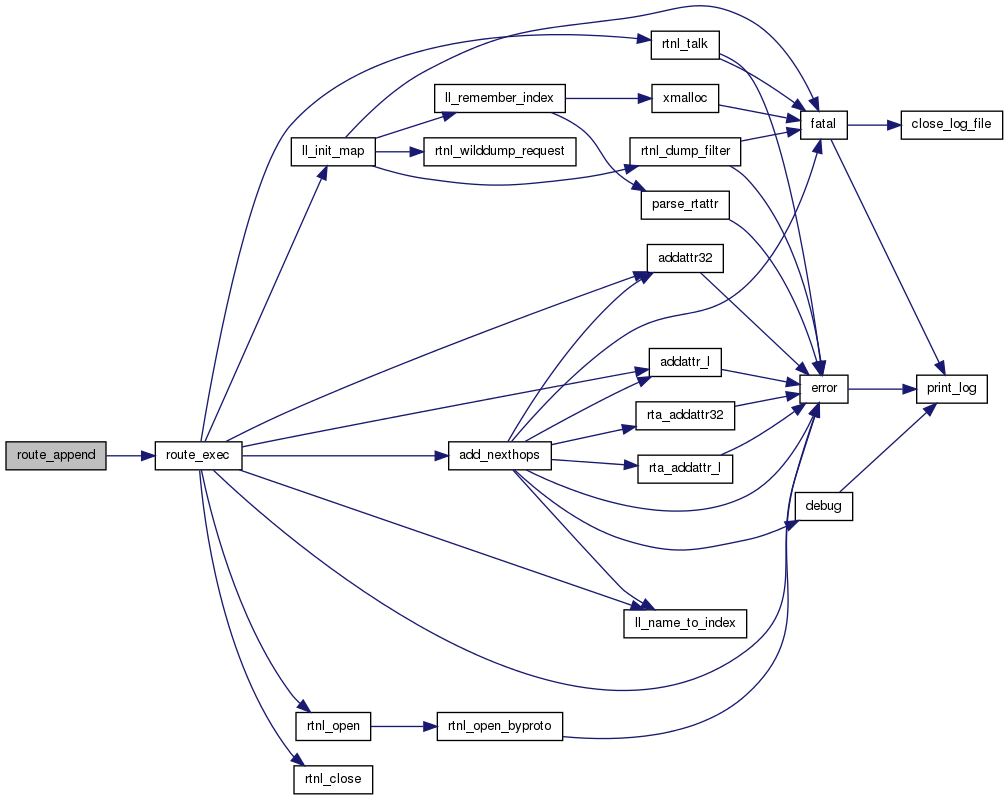 rtnl_talk
ll_remember_index
xmalloc
fatal
close_log_file
ll_init_map
rtnl_wilddump_request
rtnl_dump_filter
parse_rtattr
addattr32
addattr_l
error
print_log
rta_addattr32
route_append
route_exec
add_nexthops
rta_addattr_l
debug
ll_name_to_index
rtnl_open
rtnl_open_byproto
rtnl_close